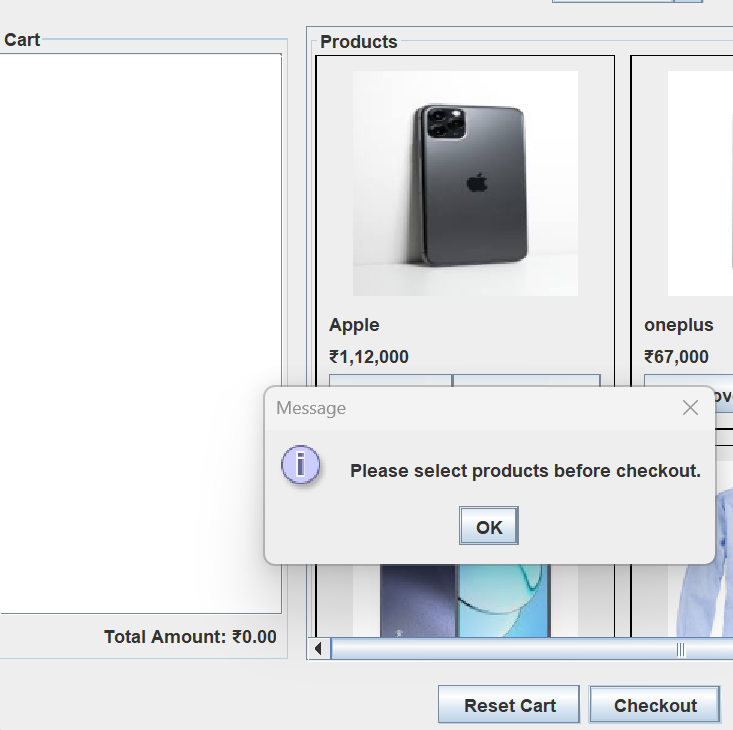 Cart
Products
Apple
₹1,12,000
oneplus
₹67,000
Message
Please select products before checkout.
OK
Total Amount: ₹0.00
Reset Cart
Checkout